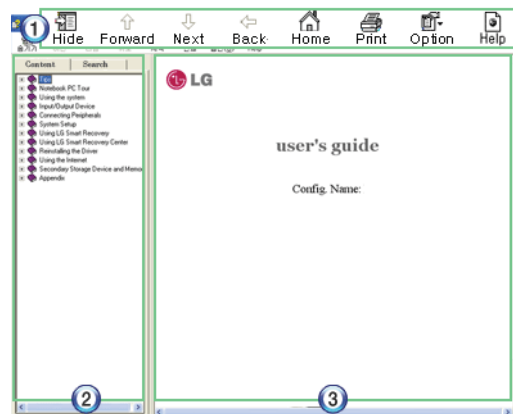 1
Hide Forward Next Back Home Print Option Help
Content Search
Tips
Notebook PC Tour
Using the system
Input/Output Device
Connecting Peripherals
System Setup
Using LG Smart Recovery
Using LG Smart Recovery Center
Reinstalling the Driver
Using the Internet
Secondary Storage Device and Memo
Appendix
LG
user's guide
Config. Name:
2
3